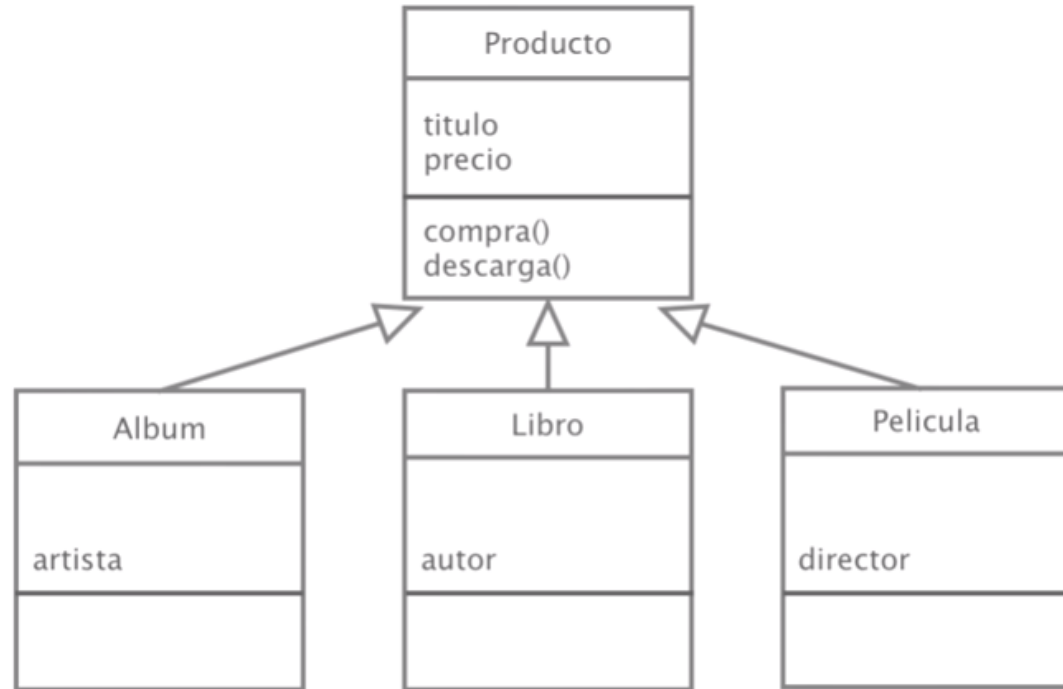 Producto
titulo
precio
compra()
descarga()
Album
artista
Libro
autor
Pelicula
director